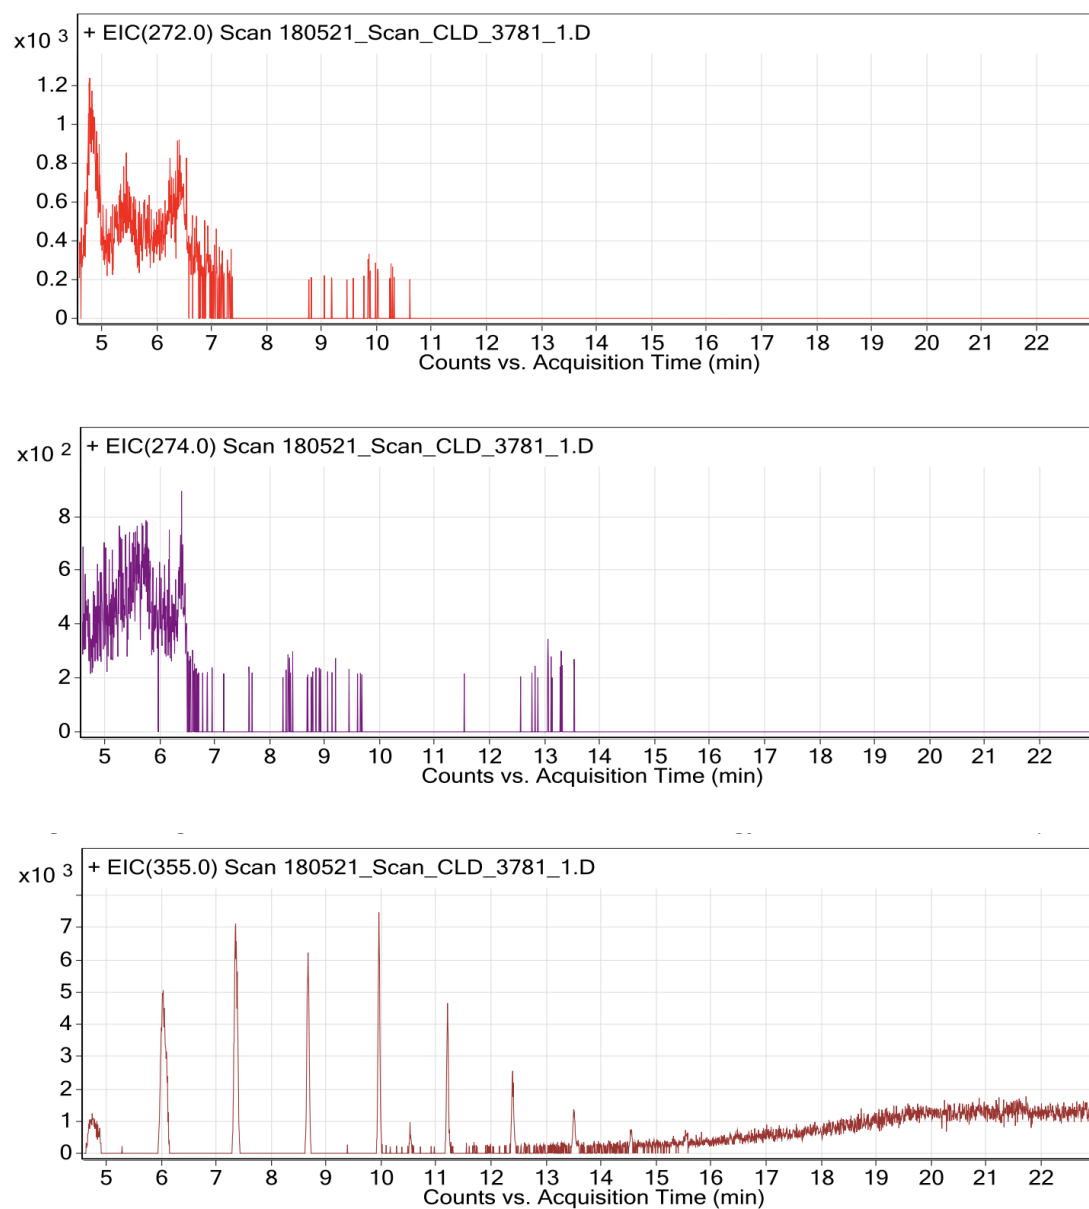 x10 3
+ EIC(272.0) Scan 180521_Scan_CLD_3781_1.D
1.2
1
0.8
0.6
0.4
0.2
0
5 6 7 8 9 10 11 12 13 14 15 16 17 18 19 20 21 22
Counts vs. Acquisition Time (min)
x10 2
+ EIC(274.0) Scan 180521_Scan_CLD_3781_1.D
8
6
4
2
0
5 6 7 8 9 10 11 12 13 14 15 16 17 18 19 20 21 22
Counts vs. Acquisition Time (min)
x10 3
+ EIC(355.0) Scan 180521_Scan_CLD_3781_1.D
7
6
5
4
3
2
1
0
5 6 7 8 9 10 11 12 13 14 15 16 17 18 19 20 21 22
Counts vs. Acquisition Time (min)